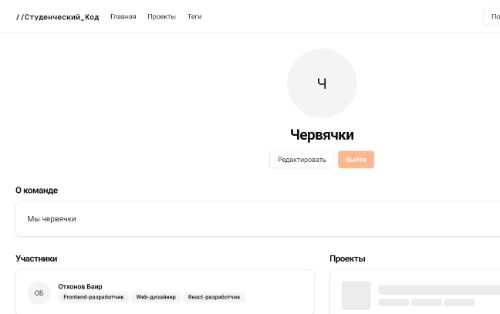 //Студенческий_Код Главная Проекты Теги По
Ч
Червячки
Редактировать Выйти
О команде
Мы червячки
Участники Проекты
ОБ
Отхонов Баир
Frontend-разработчик Web-дизайнер React-разработчик